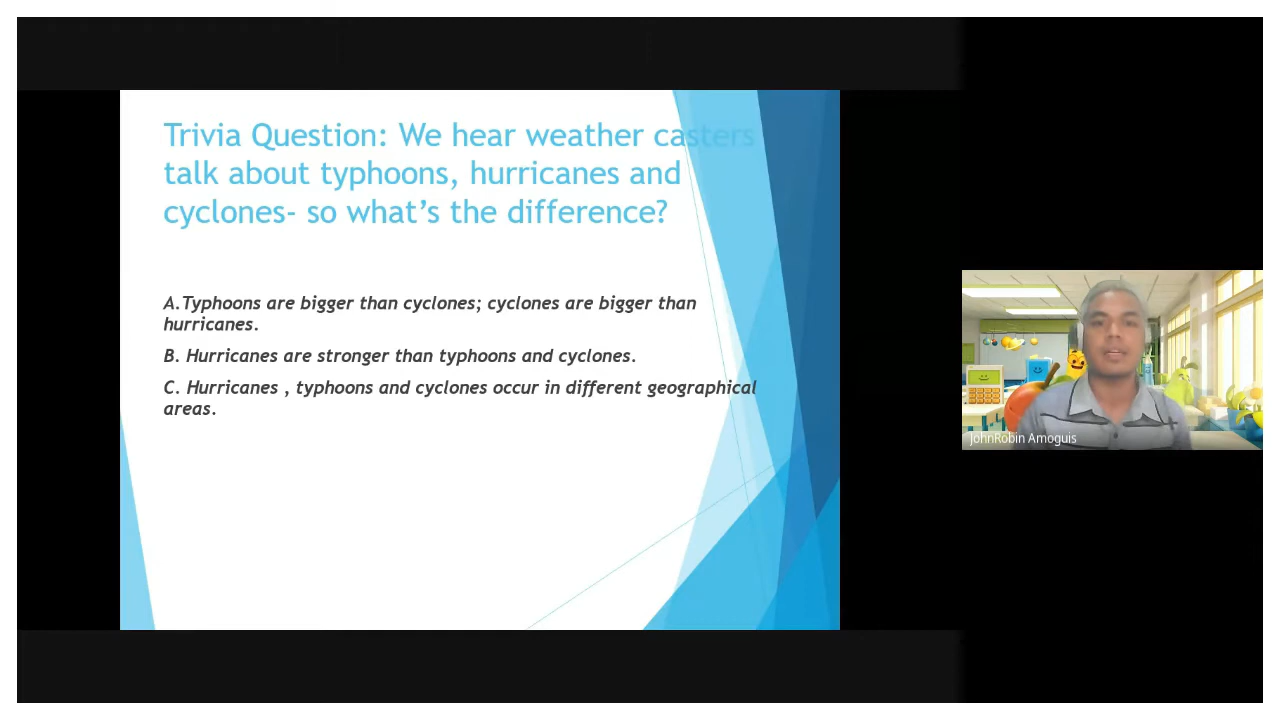 Trivia Question: We hear weather casters
talk about typhoons, hurricanes and
cyclones- so what's the difference?
A.Typhoons are bigger than cyclones; cyclones are bigger than
hurricanes.
B. Hurricanes are stronger than typhoons and cyclones.
C. Hurricanes , typhoons and cyclones occur in different geographical
areas.
JohnRobin Amoguis